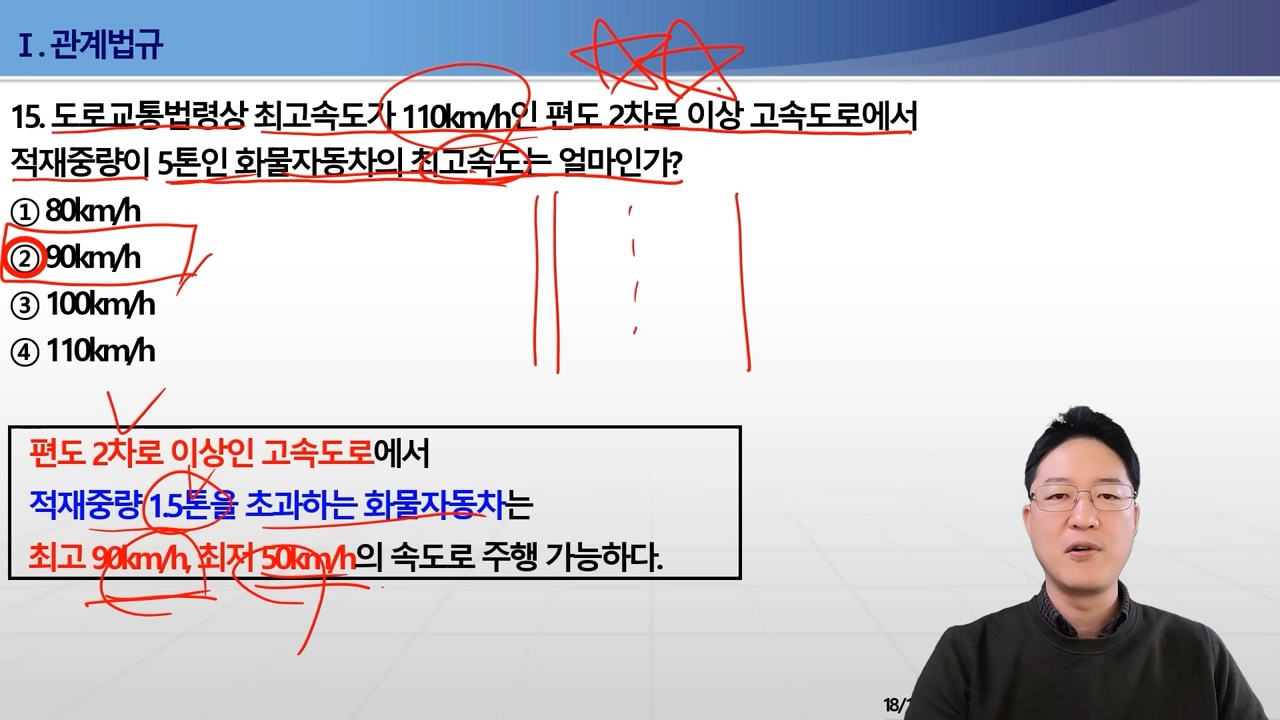 Ⅰ. 관계법규
15. 도로교통법령상 최고속도가 110km/h인 편도 2차로 이상 고속도로에서
적재중량이 5톤인 화물자동차의 최고속도는 얼마인가?
① 80km/h
② 90km/h
③ 100km/h
④ 110km/h
편도 2차로 이상인 고속도로에서
적재중량 1.5톤을 초과하는 화물자동차는
최고 90km/h, 최저 50km/h의 속도로 주행 가능하다.